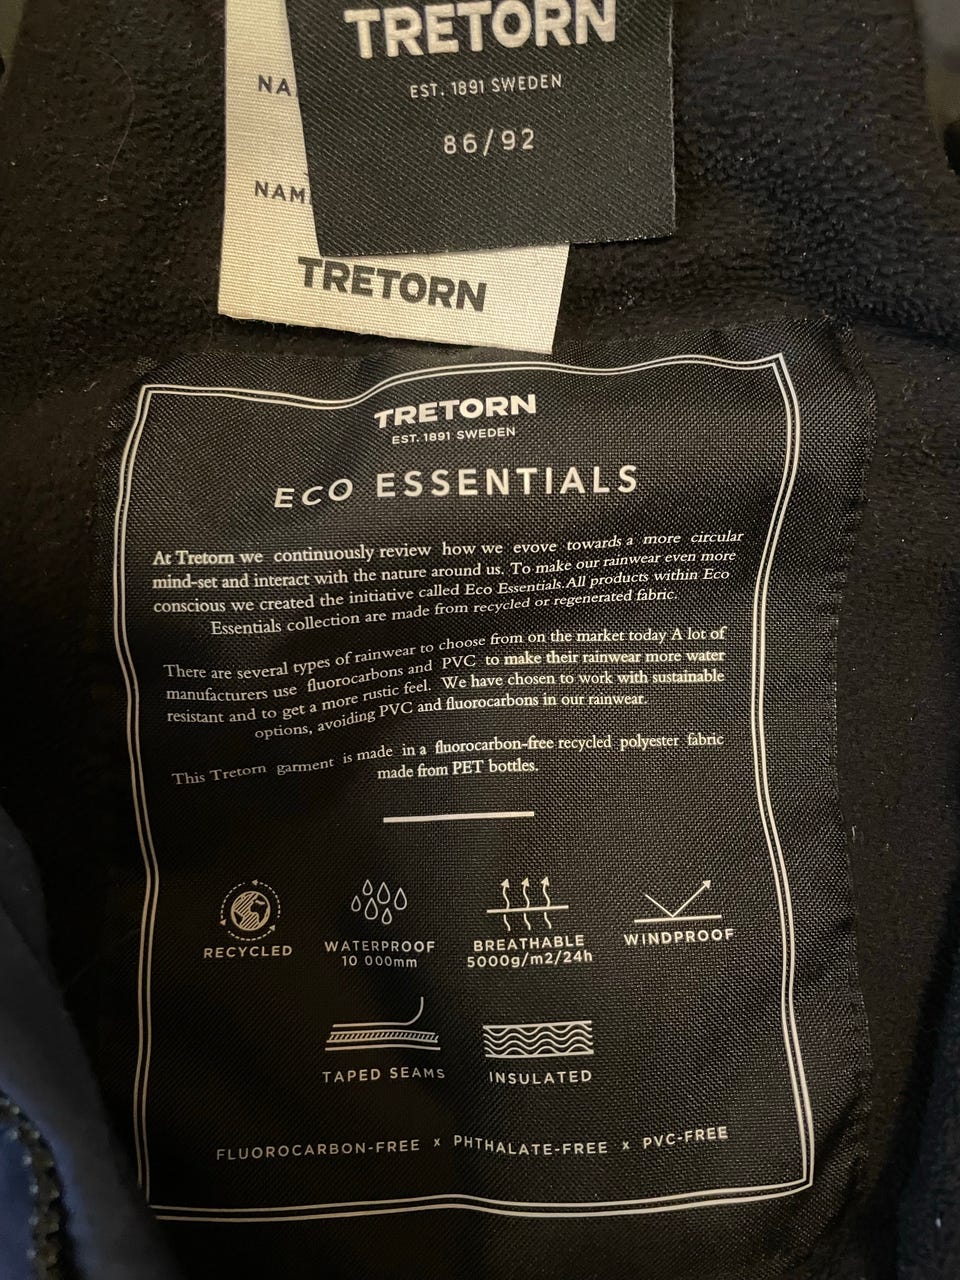 TRETORN
EST. 1891 SWEDEN
86/92
NA
NAM
TRETORN
TRETORN
EST. 1891 SWEDEN
ECO ESSENTIALS
At Tretorn we continuously review how we evove towards a more circular
mind-set and interact with the nature around us. To make our rainwear even more
conscious we created the initiative called Eco Essentials.All products within Eco
Essentials collection are made from recycled or regenerated fabric.
There are several types of rainwear to choose from on the market today A lot of
manufacturers use fluorocarbons and PVC to make their rainwear more water
resistant and to get a more rustic feel. We have chosen to work with sustainable
options, avoiding PVC and fluorocarbons in our rainwear.
This Tretorn garment is made in a fluorocarbon-free recycled polyester fabric
made from PET bottles.
RECYCLED
WATERPROOF
10 000mm
BREATHABLE
5000g/m2/24h
WINDPROOF
TAPED SEAMS
INSULATED
FLUOROCARBON-FREE x PHTHALATE-FREE x PVC-FREE